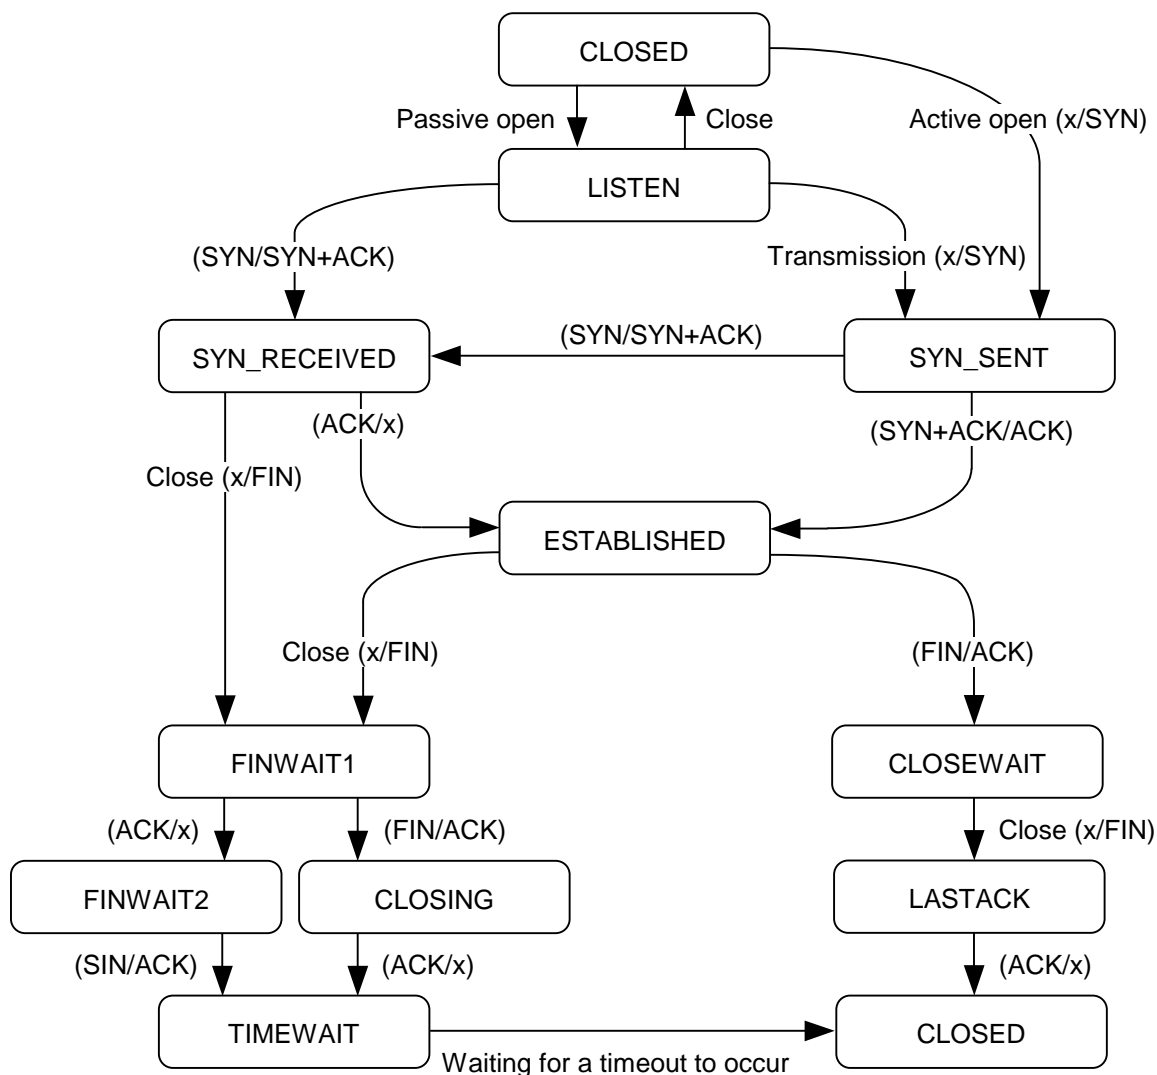 CLOSED
Passive open
Close
Active open (x/SYN)
LISTEN
(SYN/SYN+ACK)
Transmission (x/SYN)
(SYN/SYN+ACK)
SYN_RECEIVED
SYN_SENT
(ACK/x)
(SYN+ACK/ACK)
Close (x/FIN)
ESTABLISHED
Close (x/FIN)
(FIN/ACK)
FINWAIT1
CLOSEWAIT
(ACK/x)
(FIN/ACK)
Close (x/FIN)
FINWAIT2
CLOSING
LASTACK
(SIN/ACK)
(ACK/x)
(ACK/x)
TIMEWAIT
CLOSED
Waiting for a timeout to occur